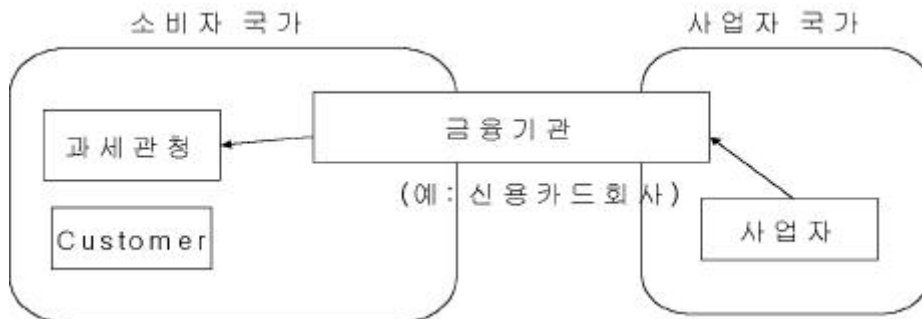 소비자 국가
사업자 국가
금융기관
과세관청
(예: 신용카드회사)
사업자
Customer